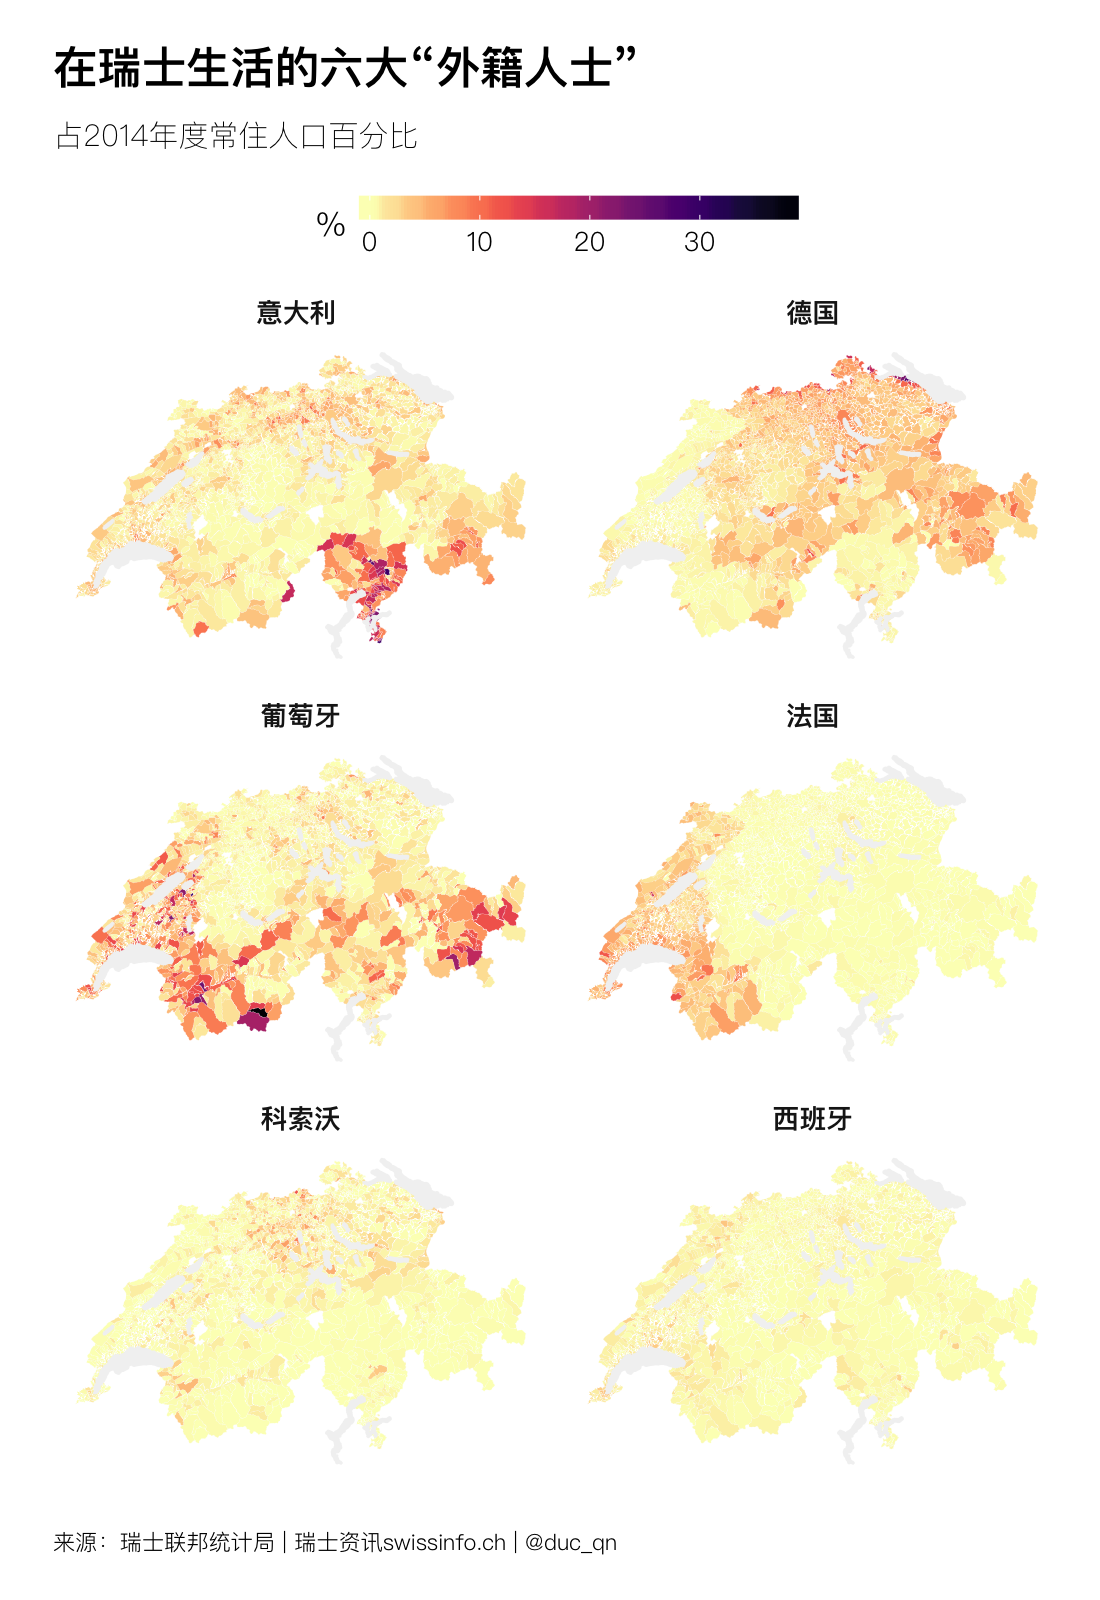 在瑞士生活的六大“外籍人士”
占2014年度常住人口百分比
%
0 10 20 30
意大利 德国
葡萄牙 法国
科索沃 西班牙
来源：瑞士联邦统计局 | 瑞士资讯swissinfo.ch | @duc_qn